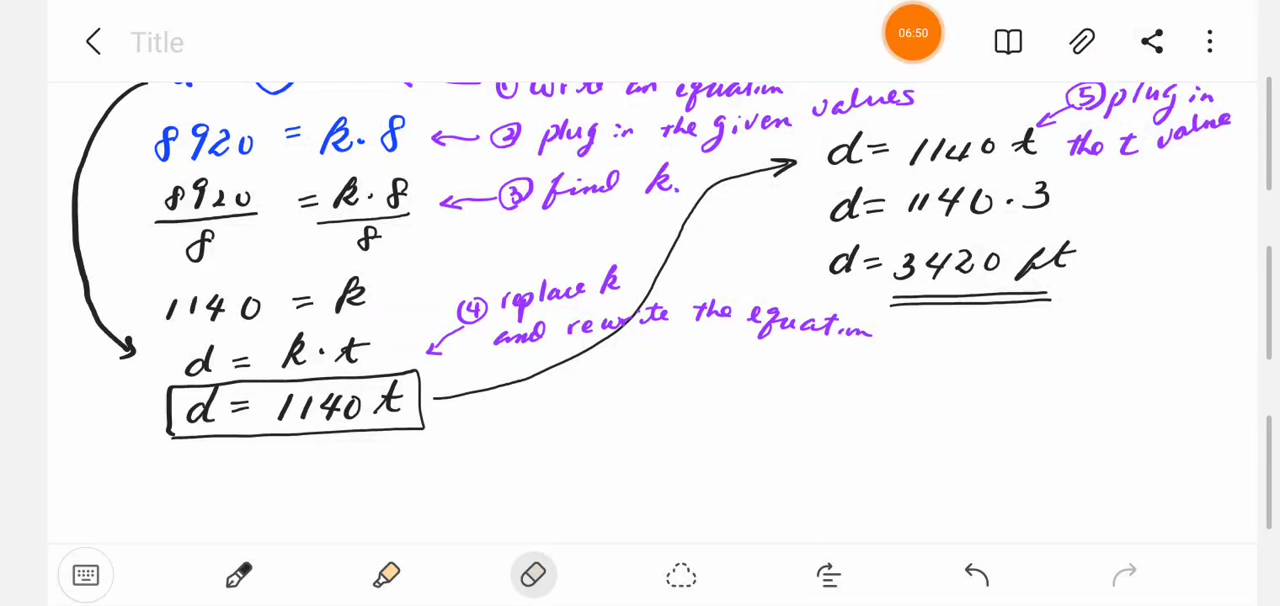 Title
06:50
① write an equation
8920 = k. 8 ← ② plug in the given values
8920/8 = k. 8/8 ← ③ find k.
1140 = k
④ replace k
and rewrite the equation
d = k. t
d = 1140 t
⑤ plug in
the t value
d = 1140 t
d = 1140 . 3
d = 3420 ft